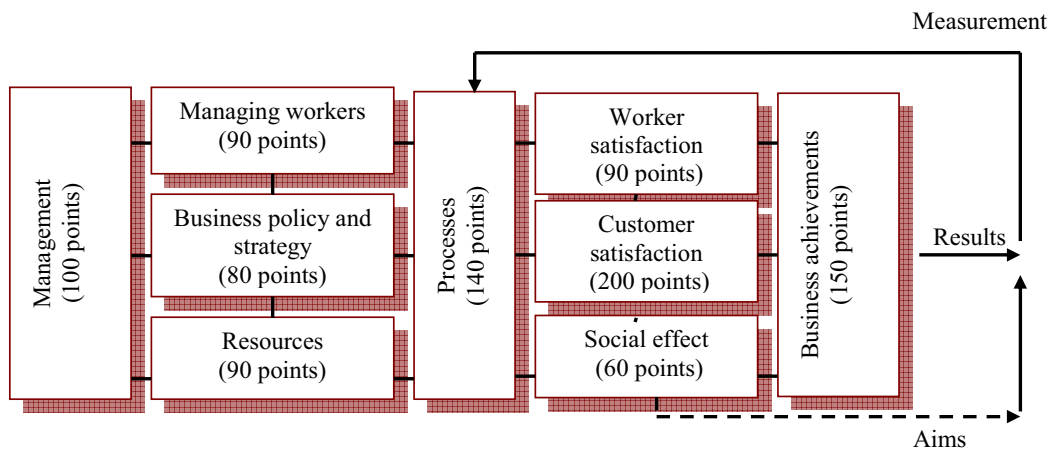 Measurement
Management
(100 points)
Managing workers
(90 points)
Business policy and
strategy
(80 points)
Resources
(90 points)
Processes
(140 points)
Worker
satisfaction
(90 points)
Customer
satisfaction
(200 points)
Social effect
(60 points)
Business achievements
(150 points)
Results
Aims